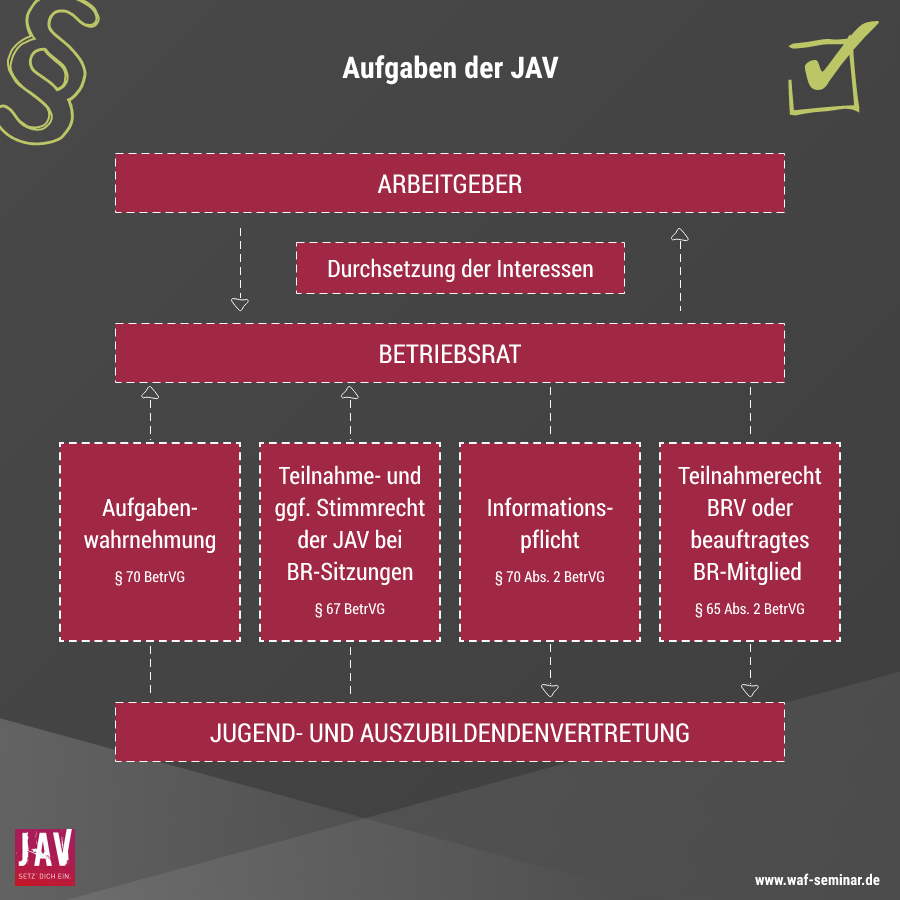 Aufgaben der JAV
ARBEITGEBER
Durchsetzung der Interessen
BETRIEBSRAT
Aufgaben-
wahrnehmung
§ 70 BetrVG
Teilnahme- und
ggf. Stimmrecht
der JAV bei
BR-Sitzungen
§ 67 BetrVG
Informations-
pflicht
§ 70 Abs. 2 BetrVG
Teilnahmerecht
BRV oder
beauftragtes
BR-Mitglied
§ 65 Abs. 2 BetrVG
JUGEND- UND AUSZUBILDENDENVERTRETUNG
JAV
SETZ' DICH EIN.
www.waf-seminar.de